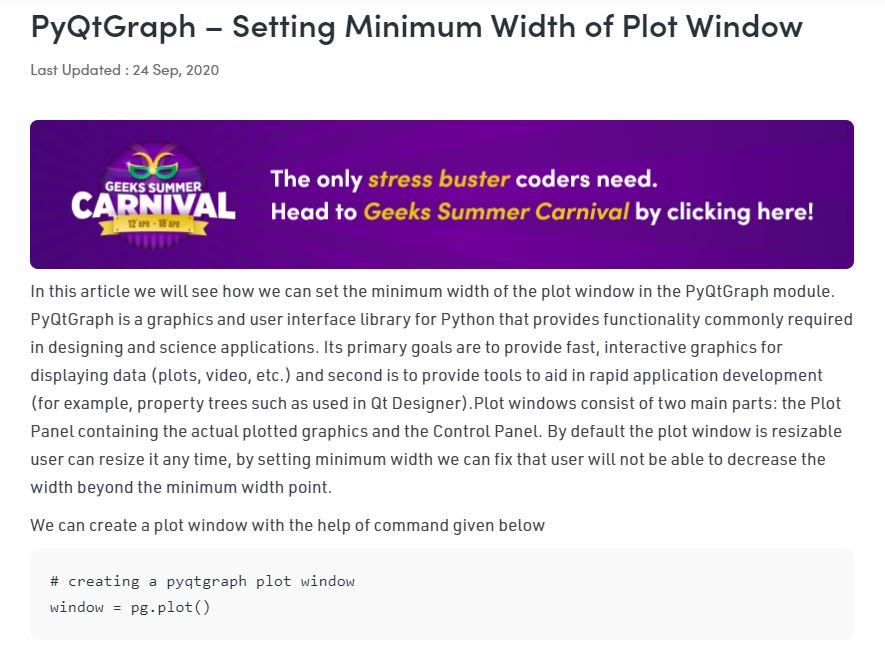 PyQtGraph – Setting Minimum Width of Plot Window
Last Updated : 24 Sep, 2020
GEEKS SUMMER
CARNIVAL
12 APR - 18 APR
The only stress buster coders need.
Head to Geeks Summer Carnival by clicking here!
In this article we will see how we can set the minimum width of the plot window in the PyQtGraph module.
PyQtGraph is a graphics and user interface library for Python that provides functionality commonly required
in designing and science applications. Its primary goals are to provide fast, interactive graphics for
displaying data (plots, video, etc.) and second is to provide tools to aid in rapid application development
(for example, property trees such as used in Qt Designer).Plot windows consist of two main parts: the Plot
Panel containing the actual plotted graphics and the Control Panel. By default the plot window is resizable
user can resize it any time, by setting minimum width we can fix that user will not be able to decrease the
width beyond the minimum width point.
We can create a plot window with the help of command given below
# creating a pyqtgraph plot window
window = pg.plot()